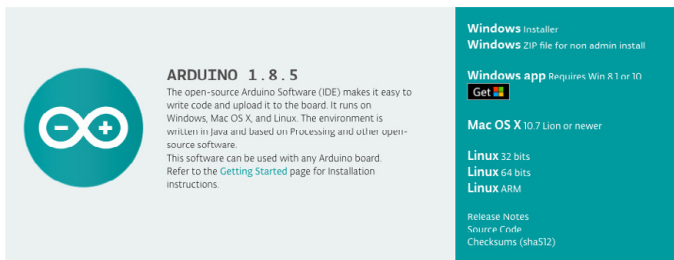 ARDUINO 1.8.5
The open-source Arduino Software (IDE) makes it easy to
write code and upload it to the board. It runs on
Windows, Mac OS X, and Linux. The environment is
written in Java and based on Processing and other open-
source software.
This software can be used with any Arduino board.
Refer to the Getting Started page for Installation
instructions.
Windows Installer
Windows ZIP file for non admin install
Windows app Requires Win 8.1 or 10
Get
Mac OS X 10.7 Lion or newer
Linux 32 bits
Linux 64 bits
Linux ARM
Release Notes
Source Code
Checksums (sha512)